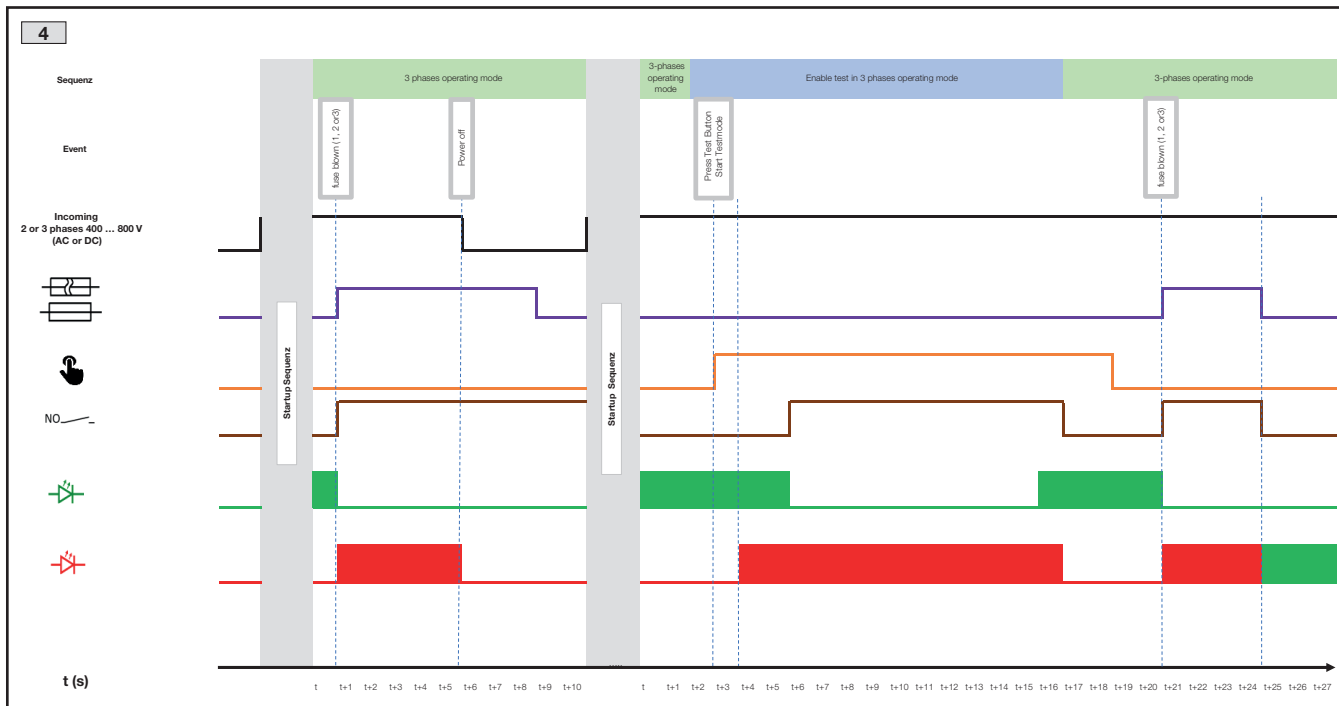 4
Sequenz
3 phases operating mode
3-phases
operating
mode
Enable test in 3 phases operating mode
3-phases operating mode
Event
fuse blown (1, 2 or3)
Power off
Press Test Button
Start Testmode
fuse blown (1, 2 or3)
Incoming
2 or 3 phases 400 ... 800 V
(AC or DC)
Startup Sequenz
Startup Sequenz
NO
t (s)
t t+1 t+2 t+3 t+4 t+5 t+6 t+7 t+8 t+9 t+10 t t+1 t+2 t+3 t+4 t+5 t+6 t+7 t+8 t+9 t+10 t+11 t+12 t+13 t+14 t+15 t+16 t+17 t+18 t+19 t+20 t+21 t+22 t+23 t+24 t+25 t+26 t+27